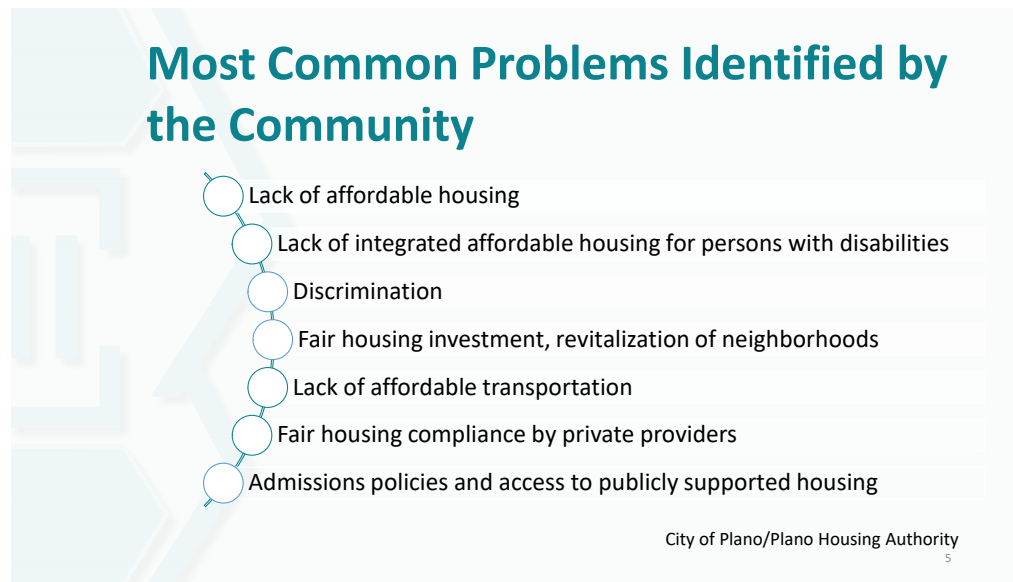 Most Common Problems Identified by
the Community
Lack of affordable housing
Lack of integrated affordable housing for persons with disabilities
Discrimination
Fair housing investment, revitalization of neighborhoods
Lack of affordable transportation
Fair housing compliance by private providers
Admissions policies and access to publicly supported housing
City of Plano/Plano Housing Authority
5